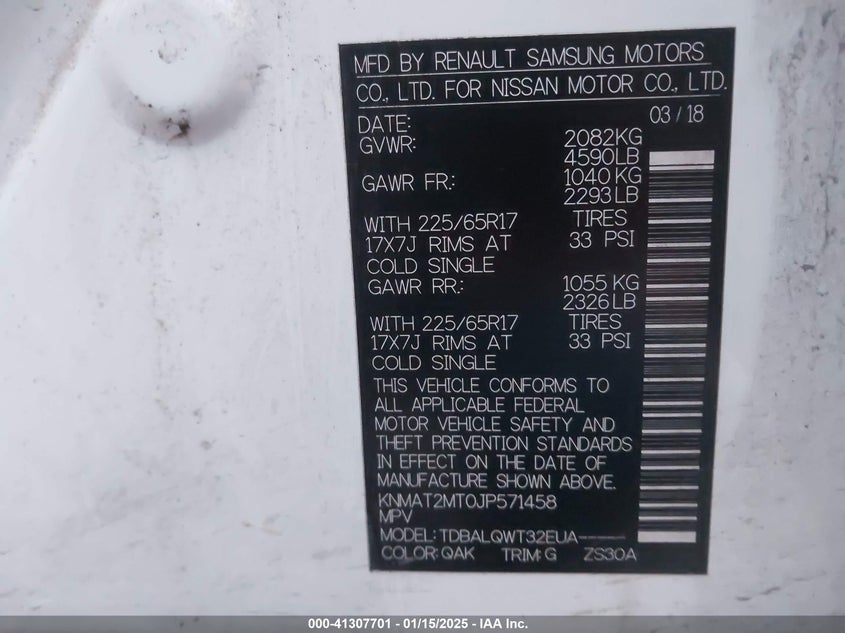 MFD BY RENAULT SAMSUNG MOTORS
CO., LTD. FOR NISSAN MOTOR CO., LTD.
DATE: 03 / 18
GVWR: 2082KG
4590LB
GAWR FR.: 1040 KG
2293 LB
WITH 225/65R17 TIRES
17X7J RIMS AT 33 PSI
COLD SINGLE
GAWR RR.: 1055 KG
2326 LB
WITH 225/65R17 TIRES
17X7J RIMS AT 33 PSI
COLD SINGLE
THIS VEHICLE CONFORMS TO
ALL APPLICABLE FEDERAL
MOTOR VEHICLE SAFETY AND
THEFT PREVENTION STANDARDS
IN EFFECT ON THE DATE OF
MANUFACTURE SHOWN ABOVE.
KNMAT2MT0JP571458
MPV
MODEL: TDBALQWT32EUA-----
COLOR: QAK TRIM: G ZS30A
000-41307701 - 01/15/2025 - IAA Inc.